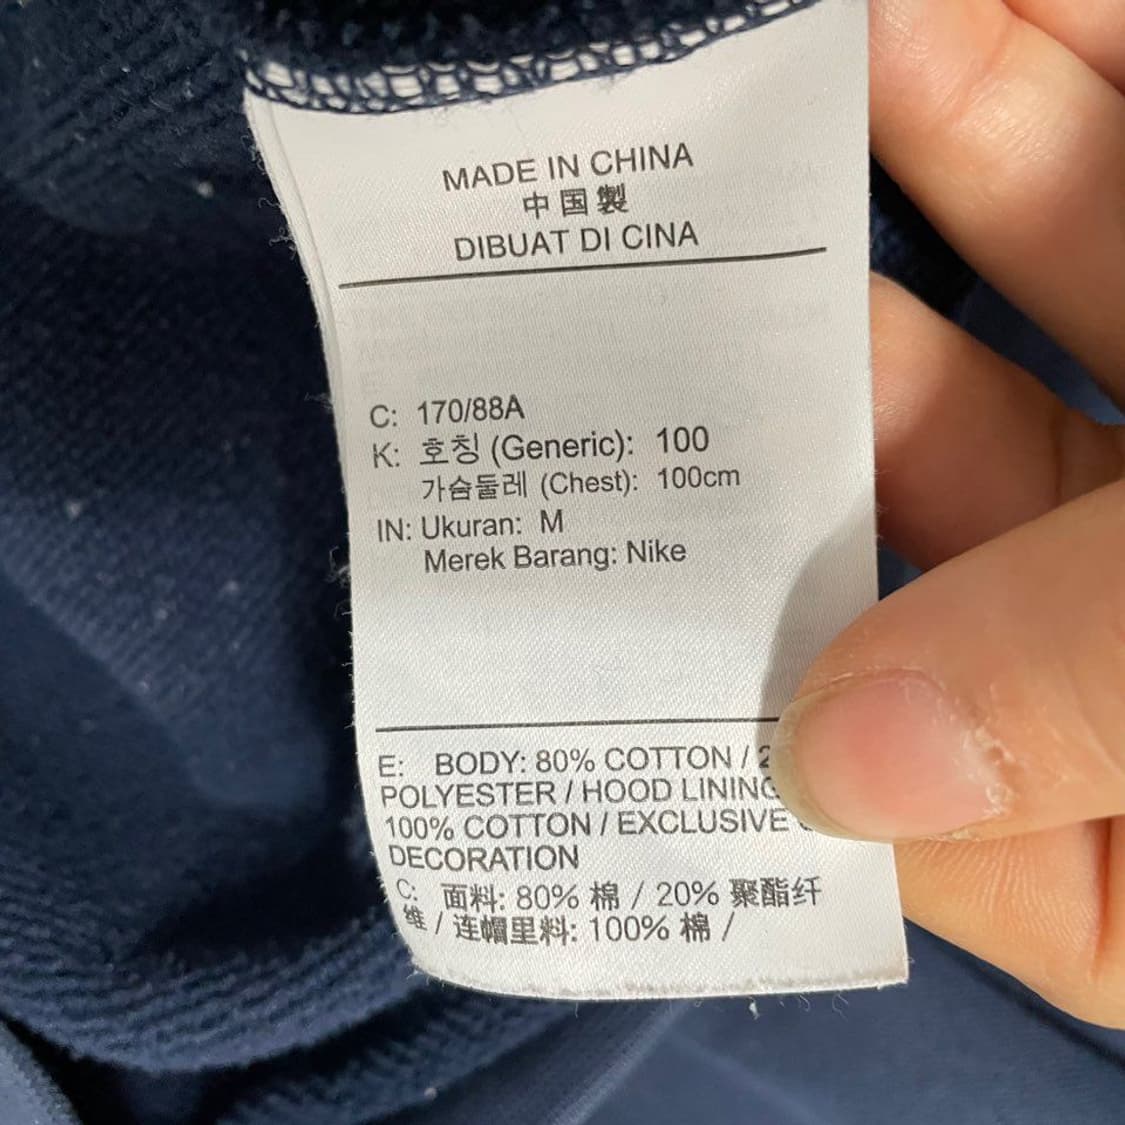 MADE IN CHINA
中国製
DIBUAT DI CINA
C: 170/88A
K: 호칭 (Generic): 100
가슴둘레 (Chest): 100cm
IN: Ukuran: M
Merek Barang: Nike
E: BODY: 80% COTTON / 2
POLYESTER / HOOD LINING
100% COTTON / EXCLUSIVE
DECORATION
C: 面料: 80% 棉 / 20% 聚酯纤
维 / 连帽里料: 100% 棉 /